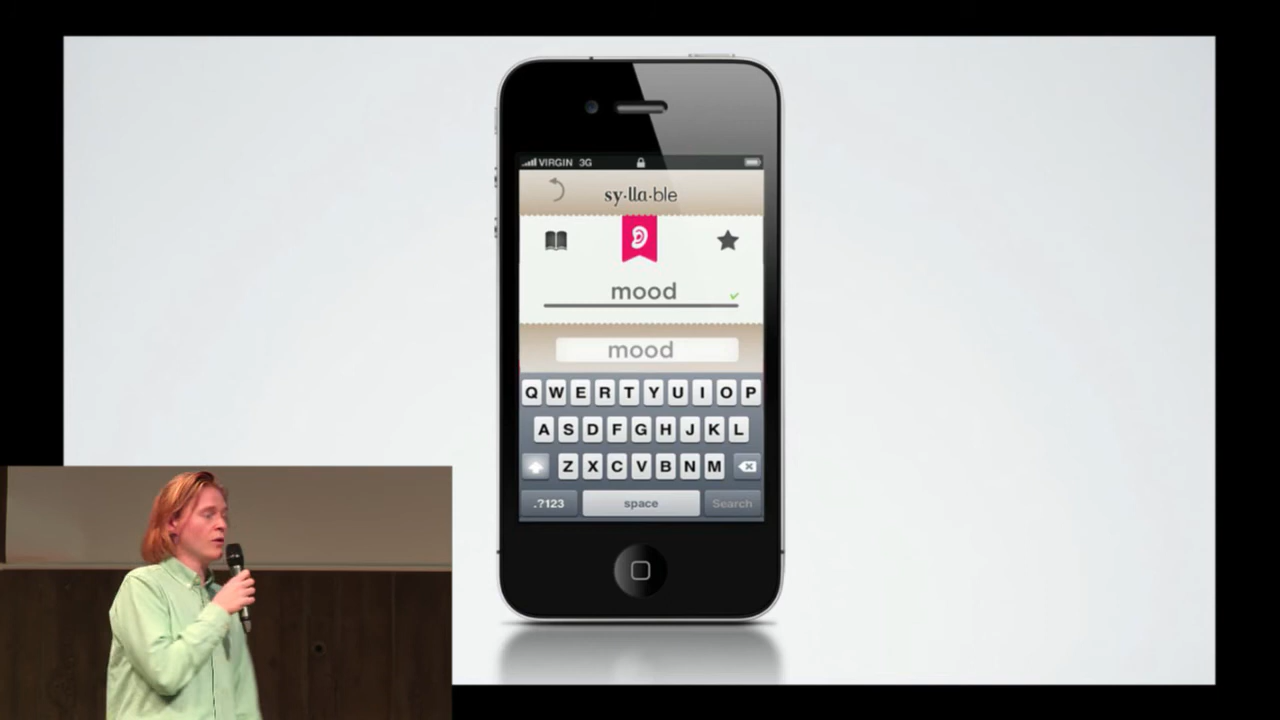 VIRGIN 3G
sy·lla·ble
mood
mood
Q W E R T Y U I O P
A S D F G H J K L
Z X C V B N M
.?123 space Search